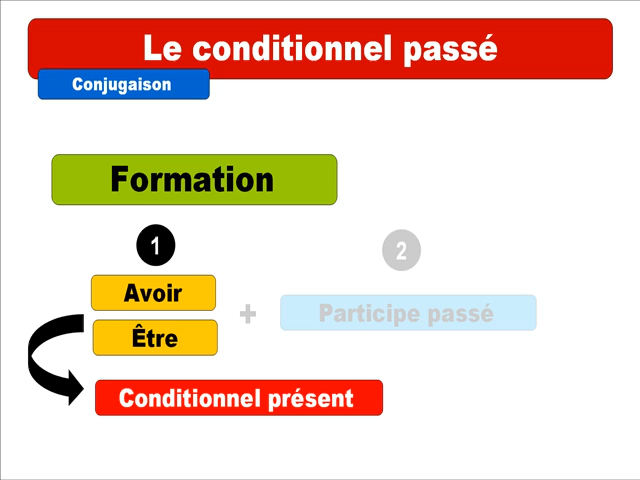 Le conditionnel passé
Conjugaison
Formation
1
2
Avoir
+
Participe passé
Être
Conditionnel présent